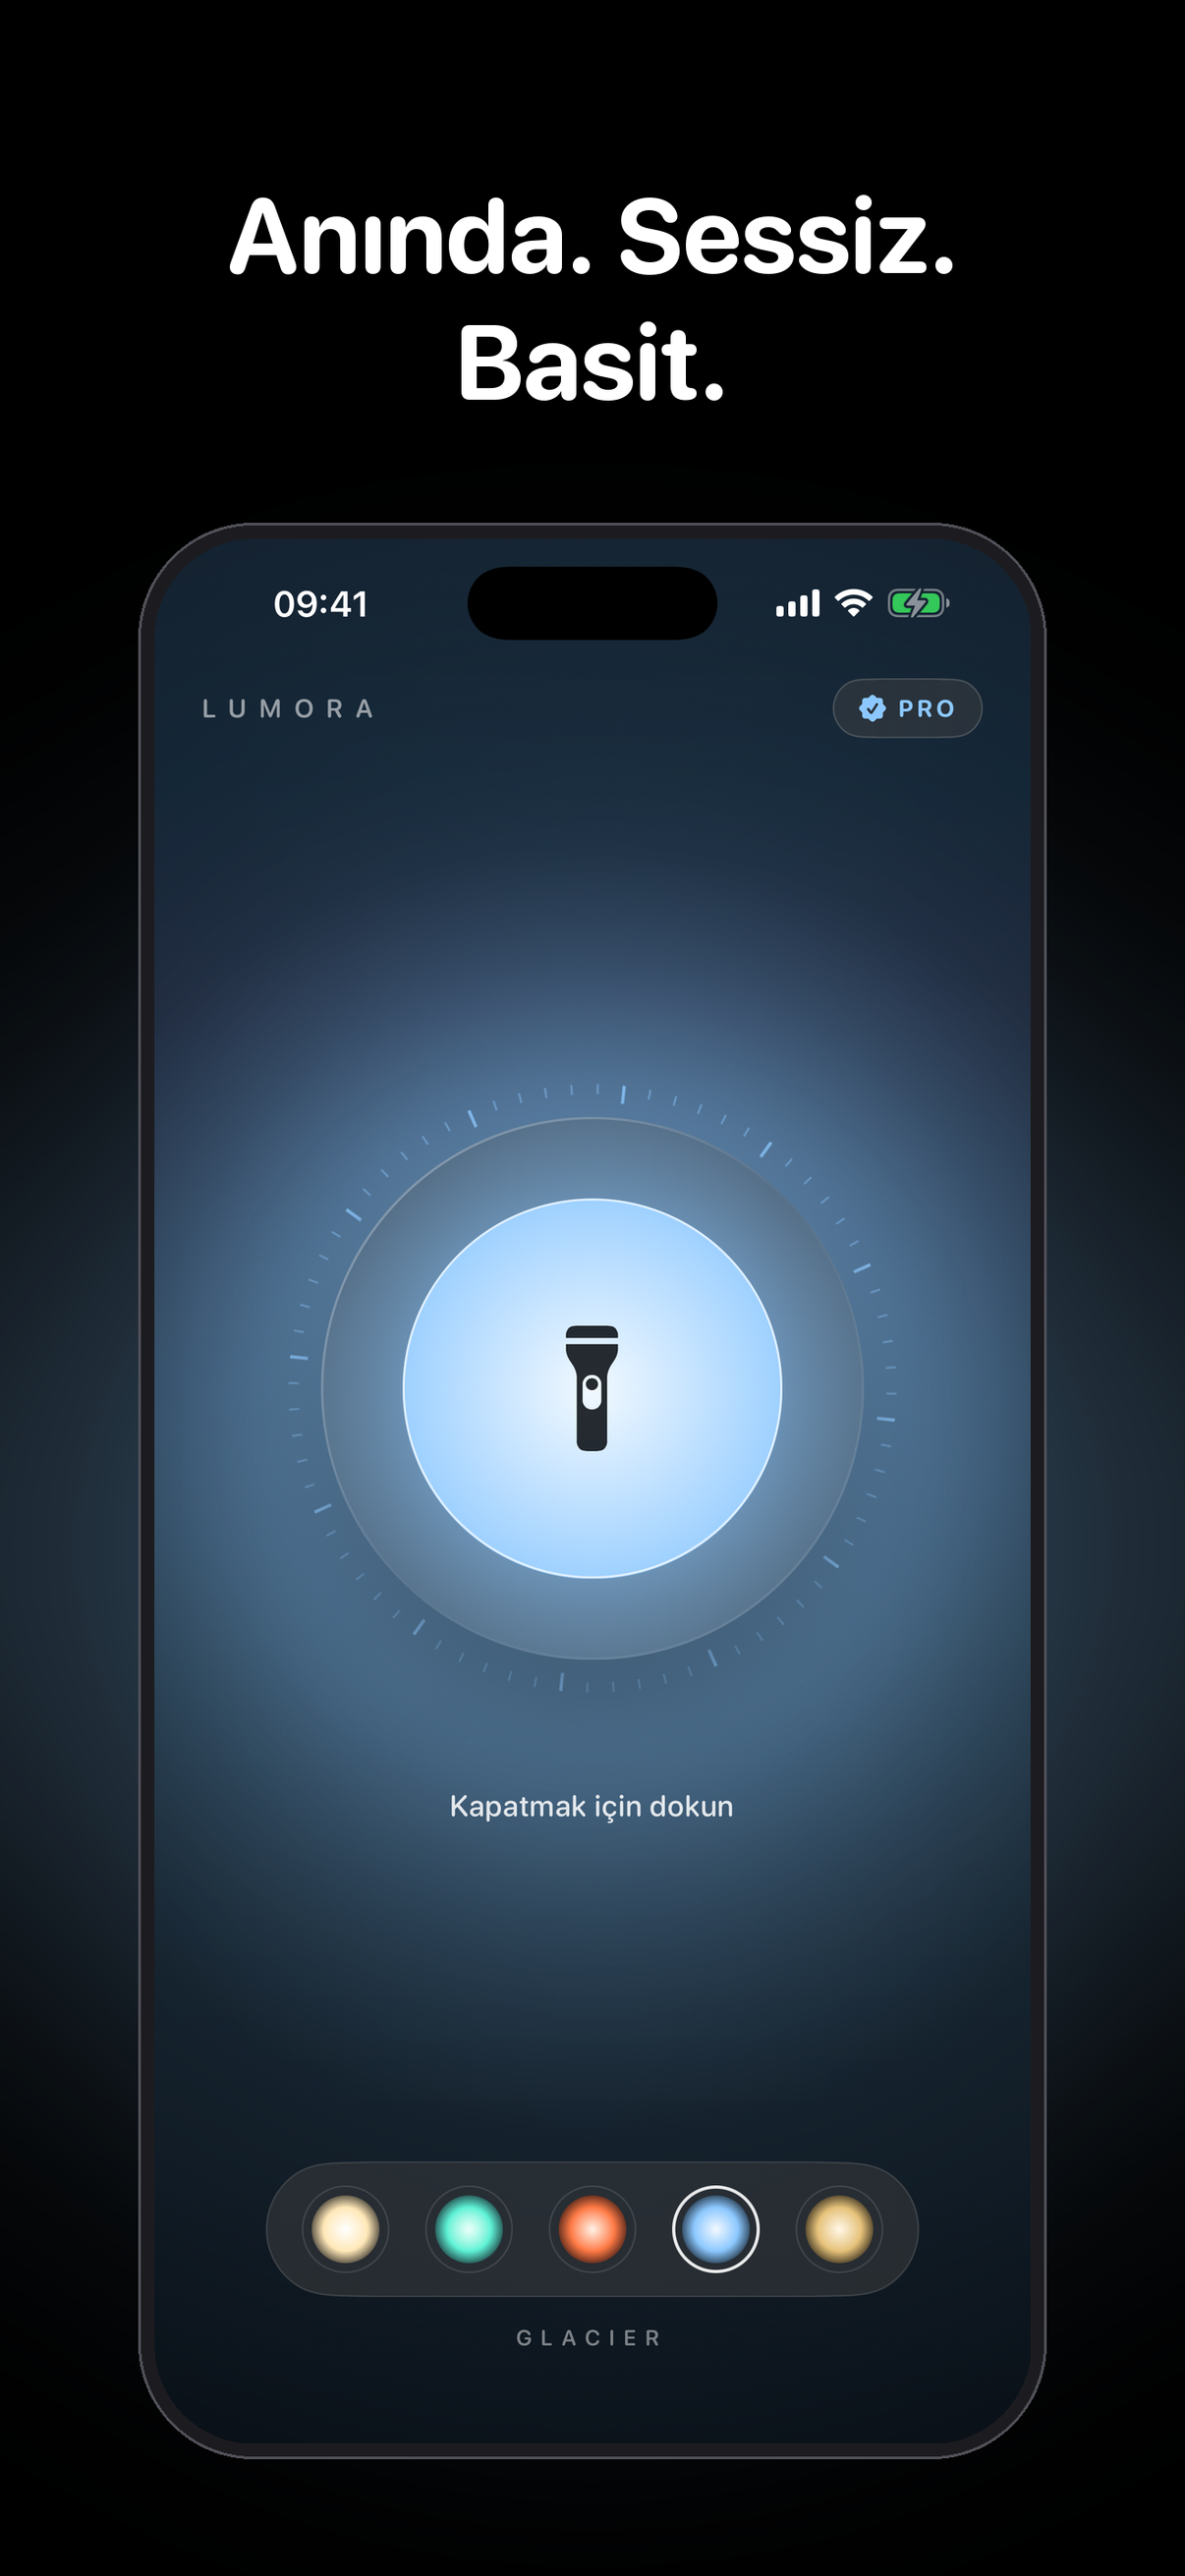 Anında. Sessiz.
Basit.
09:41
LUMORA
PRO
Kapatmak için dokun
GLACIER